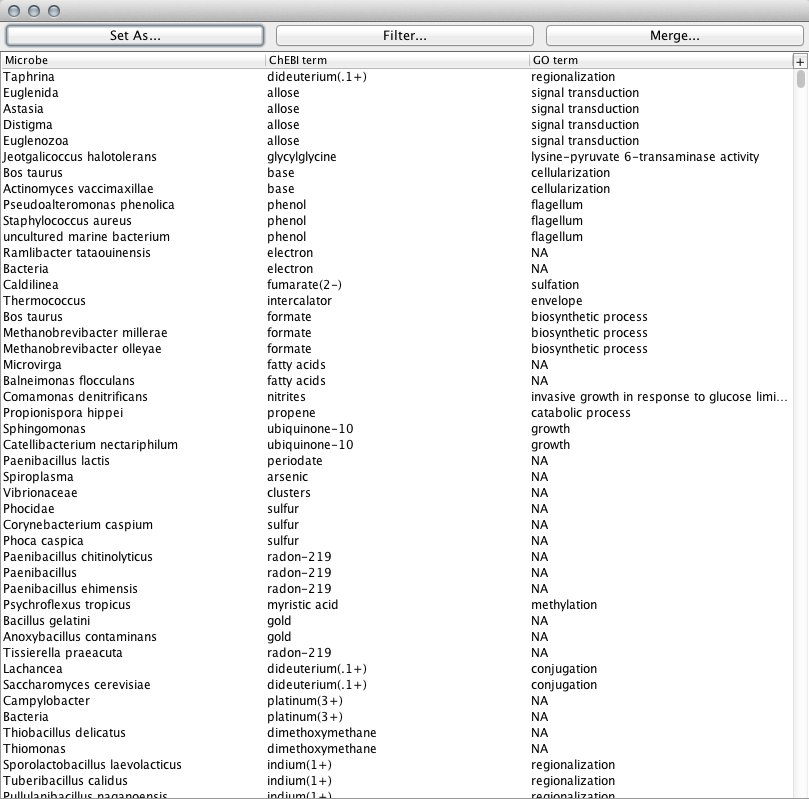 Set As... Filter... Merge...
Microbe ChEBI term GO term +
Taphrina dideuterium(.1+) regionalization
Euglenida allose signal transduction
Astasia allose signal transduction
Distigma allose signal transduction
Euglenozoa allose signal transduction
Jeotgalicoccus halotolerans glycylglycine lysine-pyruvate 6-transaminase activity
Bos taurus base cellularization
Actinomyces vaccimaxillae base cellularization
Pseudoalteromonas phenolica phenol flagellum
Staphylococcus aureus phenol flagellum
uncultured marine bacterium phenol flagellum
Ramlibacter tataouinensis electron NA
Bacteria electron NA
Caldilinea fumarate(2-) sulfation
Thermococcus intercalator envelope
Bos taurus formate biosynthetic process
Methanobrevibacter millerae formate biosynthetic process
Methanobrevibacter olleyae formate biosynthetic process
Microvirga fatty acids NA
Balneimonas flocculans fatty acids NA
Comamonas denitrificans nitrites invasive growth in response to glucose limi...
Propionispora hippei propene catabolic process
Sphingomonas ubiquinone-10 growth
Catellibacterium nectariphilum ubiquinone-10 growth
Paenibacillus lactis periodate NA
Spiroplasma arsenic NA
Vibrionaceae clusters NA
Phocidae sulfur NA
Corynebacterium caspium sulfur NA
Phoca caspica sulfur NA
Paenibacillus chitinolyticus radon-219 NA
Paenibacillus radon-219 NA
Paenibacillus ehimensis radon-219 NA
Psychroflexus tropicus myristic acid methylation
Bacillus gelatini gold NA
Anoxybacillus contaminans gold NA
Tissierella praeacuta radon-219 NA
Lachancea dideuterium(.1+) conjugation
Saccharomyces cerevisiae dideuterium(.1+) conjugation
Campylobacter platinum(3+) NA
Bacteria platinum(3+) NA
Thiobacillus delicatus dimethoxymethane NA
Thiomonas dimethoxymethane NA
Sporolactobacillus laevolacticus indium(1+) regionalization
Tuberibacillus calidus indium(1+) regionalization
Pullulanibacillus naganoensis indium(1+) regionalization